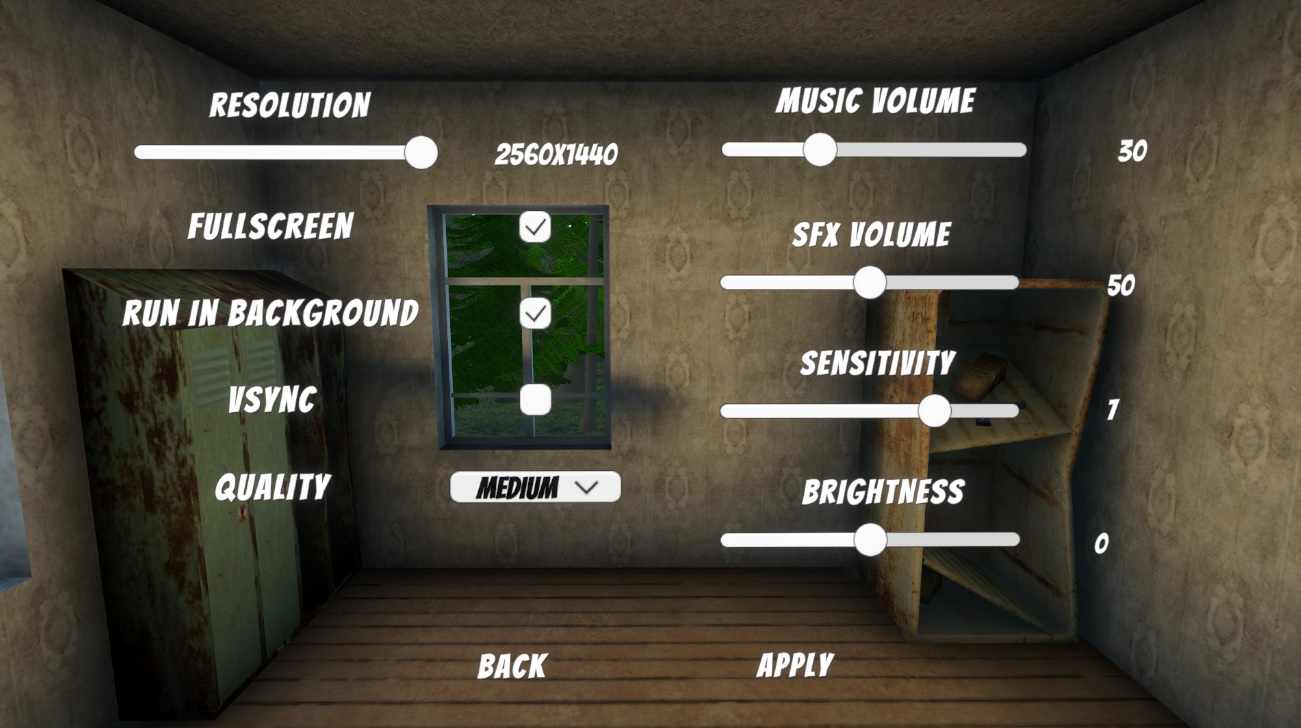 RESOLUTION
2560X1440
FULLSCREEN
RUN IN BACKGROUND
VSYNC
QUALITY
MEDIUM
MUSIC VOLUME
30
SFX VOLUME
50
SENSITIVITY
7
BRIGHTNESS
0
BACK
APPLY